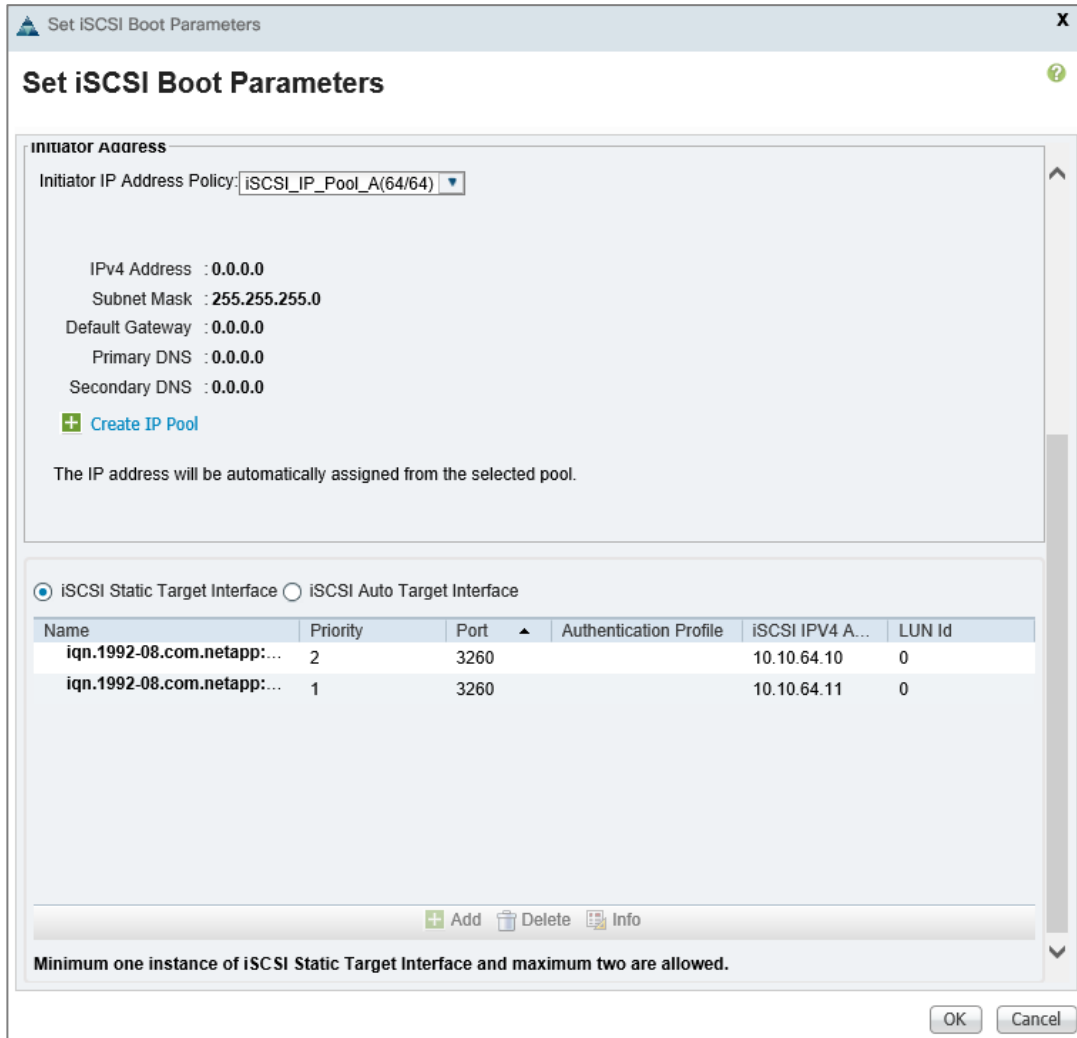 Set iSCSI Boot Parameters X
Set iSCSI Boot Parameters ?
Initiator Address
Initiator IP Address Policy: iSCSI_IP_Pool_A(64/64)
IPv4 Address : 0.0.0.0
Subnet Mask : 255.255.255.0
Default Gateway : 0.0.0.0
Primary DNS : 0.0.0.0
Secondary DNS : 0.0.0.0
Create IP Pool
The IP address will be automatically assigned from the selected pool.
iSCSI Static Target Interface iSCSI Auto Target Interface
Name Priority Port Authentication Profile iSCSI IPV4 A... LUN Id
iqn.1992-08.com.netapp:... 2 3260 10.10.64.10 0
iqn.1992-08.com.netapp:... 1 3260 10.10.64.11 0
Add Delete Info
Minimum one instance of iSCSI Static Target Interface and maximum two are allowed.
OK Cancel